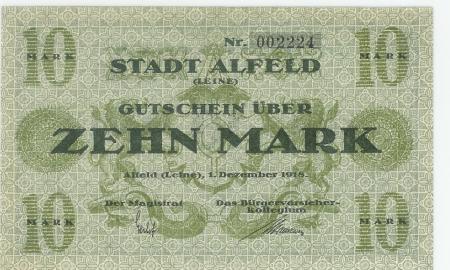 Nr. 002224
10 MARK
10 MARK
STADT ALFELD
(LEINE)
GUTSCHEIN ÜBER
ZEHN MARK
Alfeld (Leine), 1. Dezember 1918.
Der Magistrat
Das Bürgervorsteher-
kollegium
10 MARK
10 MARK